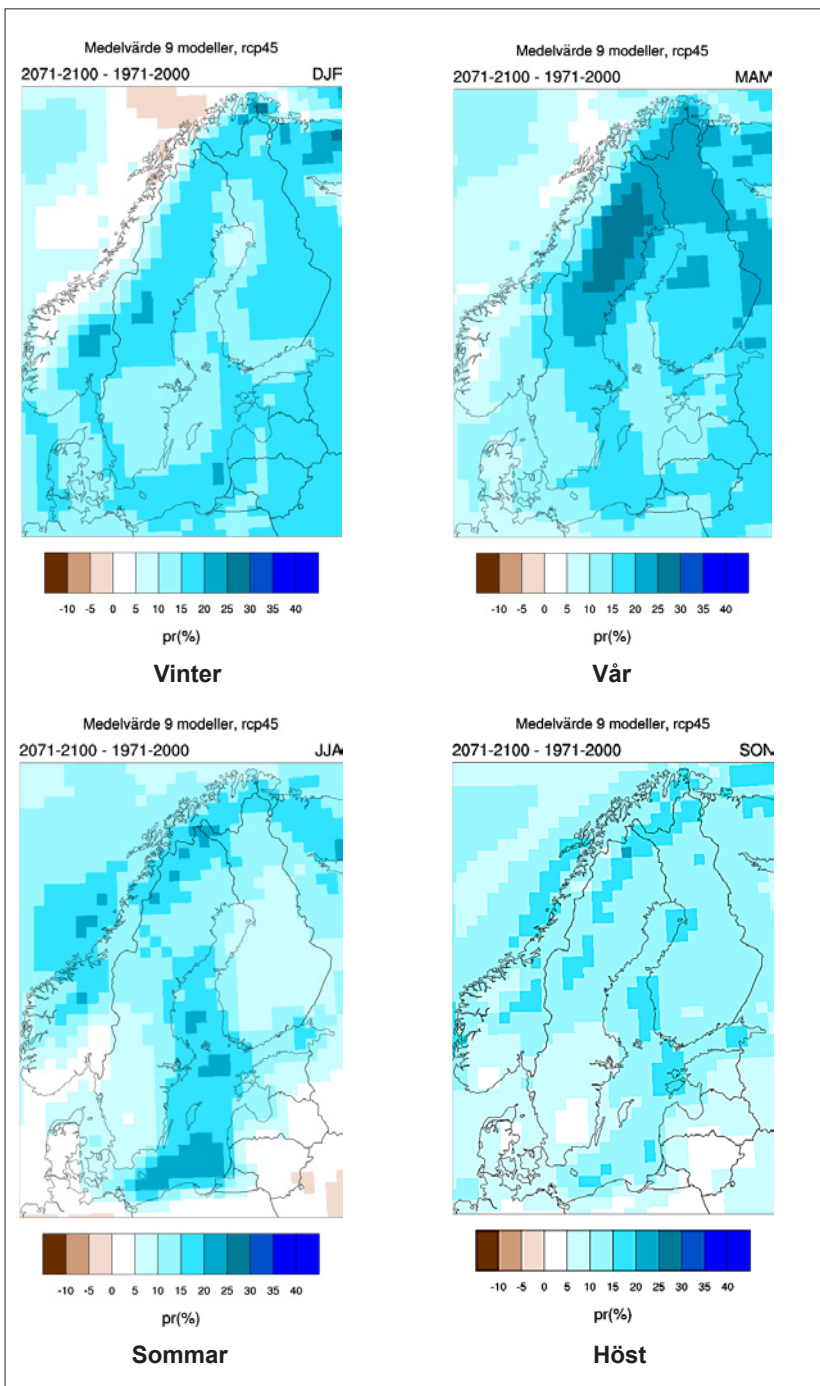 Medelvärde 9 modeller, rcp45
2071-2100 - 1971-2000 DJF
-10 -5 0 5 10 15 20 25 30 35 40
pr(%)
Vinter
Medelvärde 9 modeller, rcp45
2071-2100 - 1971-2000 MAM
-10 -5 0 5 10 15 20 25 30 35 40
pr(%)
Vår
Medelvärde 9 modeller, rcp45
2071-2100 - 1971-2000 JJA
-10 -5 0 5 10 15 20 25 30 35 40
pr(%)
Sommar
Medelvärde 9 modeller, rcp45
2071-2100 - 1971-2000 SON
-10 -5 0 5 10 15 20 25 30 35 40
pr(%)
Höst